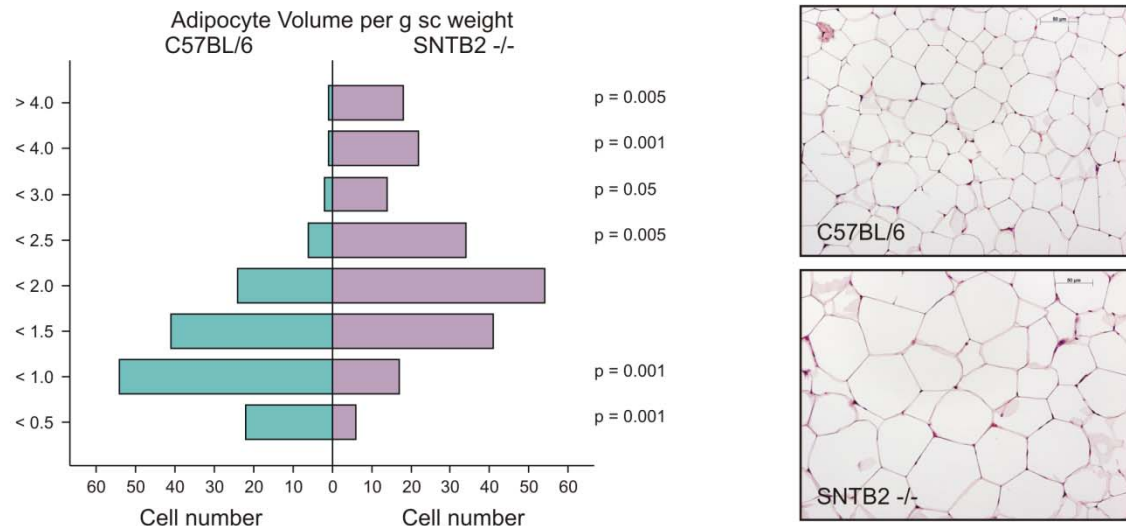 Adipocyte Volume per g sc weight
C57BL/6 SNTB2 -/-
> 4.0 p = 0.005
< 4.0 p = 0.001
< 3.0 p = 0.05
< 2.5 p = 0.005
< 2.0
< 1.5
< 1.0 p = 0.001
< 0.5 p = 0.001
60 50 40 30 20 10 0 10 20 30 40 50 60
Cell number Cell number
C57BL/6
SNTB2 -/-